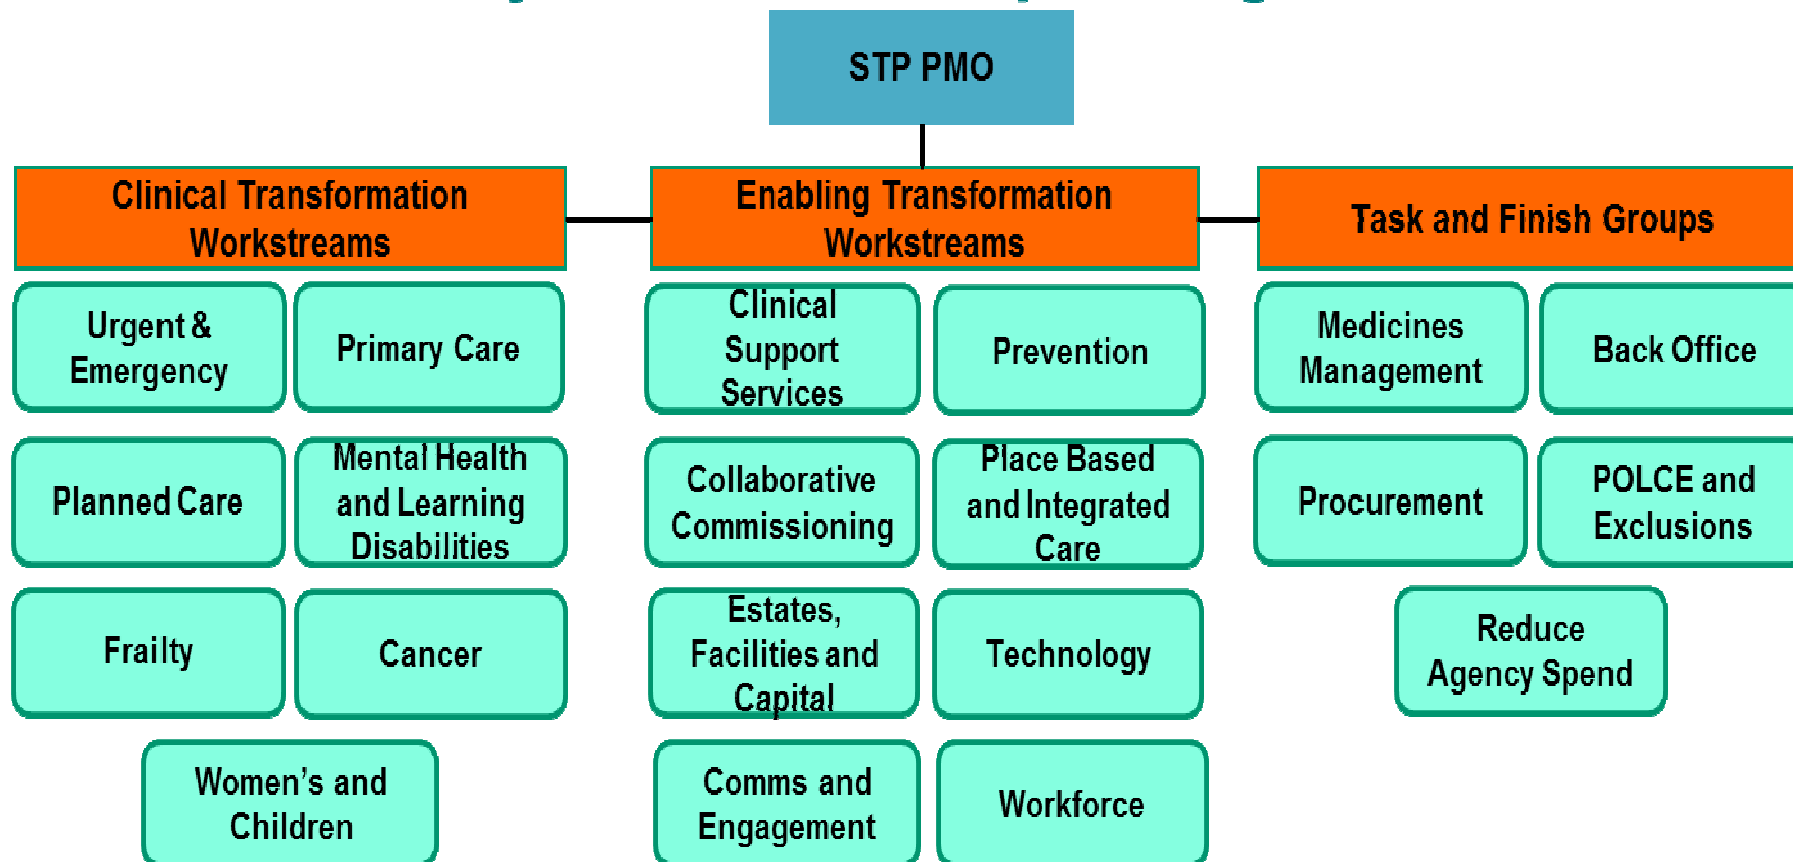 STP PMO
Clinical Transformation
Workstreams
Enabling Transformation
Workstreams
Task and Finish Groups
Urgent &
Emergency
Primary Care
Clinical
Support
Services
Prevention
Medicines
Management
Back Office
Planned Care
Mental Health
and Learning
Disabilities
Collaborative
Commissioning
Place Based
and Integrated
Care
Procurement
POLCE and
Exclusions
Frailty
Cancer
Estates,
Facilities and
Capital
Technology
Reduce
Agency Spend
Women's and
Children
Comms and
Engagement
Workforce